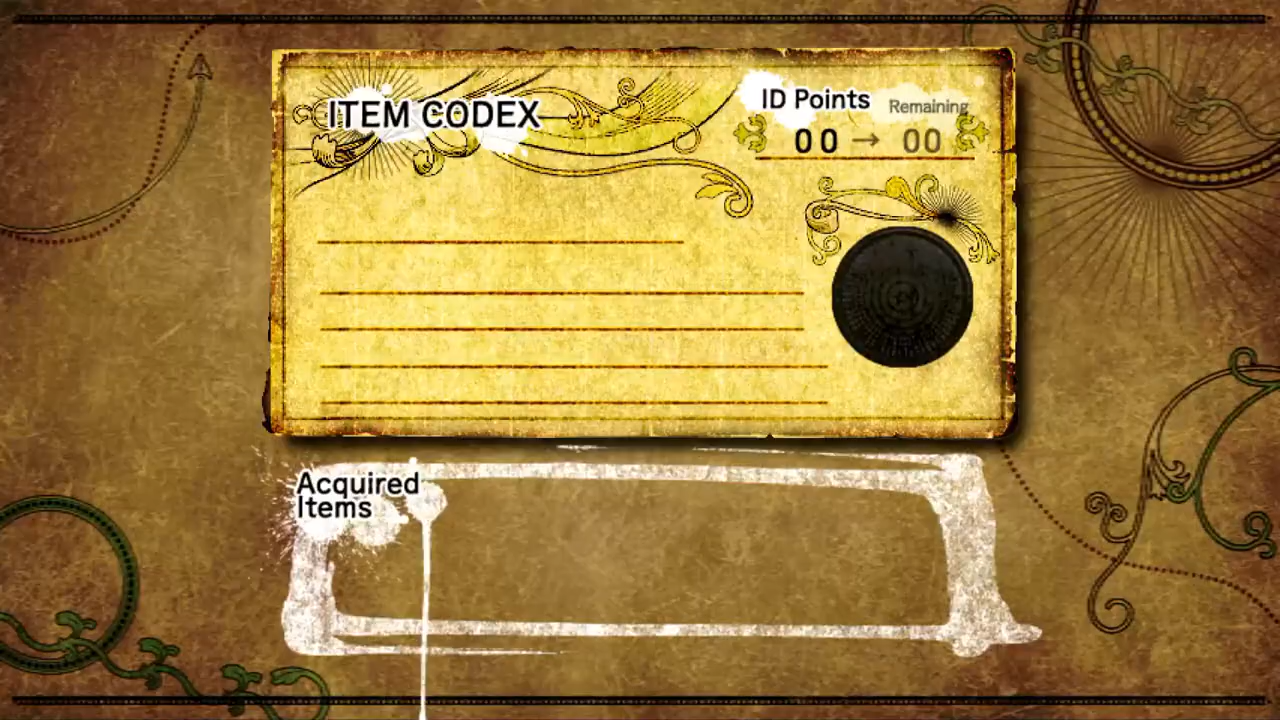 ITEM CODEX
ID Points Remaining
00 → 00
Acquired
Items